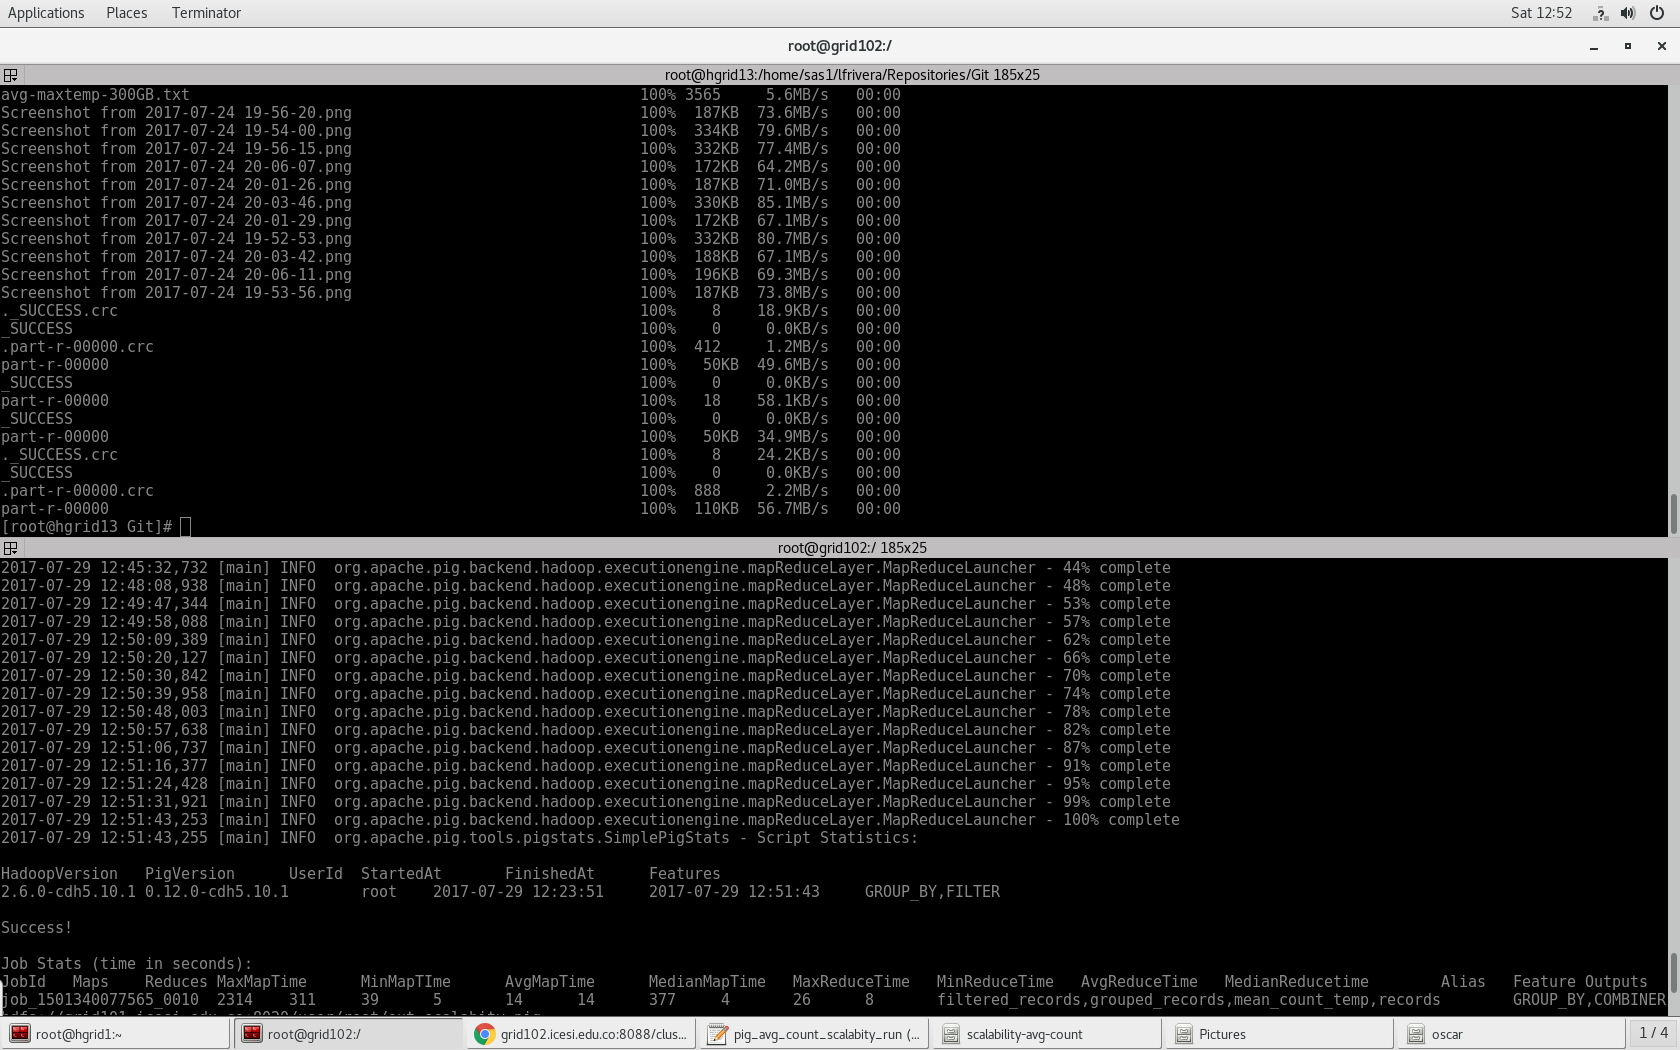 Applications Places Terminator Sat 12:52
root@grid102:/
root@hgrid13:/home/sas1/lfrivera/Repositories/Git 185x25
avg-maxtemp-300GB.txt 100% 3565 5.6MB/s 00:00
Screenshot from 2017-07-24 19-56-20.png 100% 187KB 73.6MB/s 00:00
Screenshot from 2017-07-24 19-54-00.png 100% 334KB 79.6MB/s 00:00
Screenshot from 2017-07-24 19-56-15.png 100% 332KB 77.4MB/s 00:00
Screenshot from 2017-07-24 20-06-07.png 100% 172KB 64.2MB/s 00:00
Screenshot from 2017-07-24 20-01-26.png 100% 187KB 71.0MB/s 00:00
Screenshot from 2017-07-24 20-03-46.png 100% 330KB 85.1MB/s 00:00
Screenshot from 2017-07-24 20-01-29.png 100% 172KB 67.1MB/s 00:00
Screenshot from 2017-07-24 19-52-53.png 100% 332KB 80.7MB/s 00:00
Screenshot from 2017-07-24 20-03-42.png 100% 188KB 67.1MB/s 00:00
Screenshot from 2017-07-24 20-06-11.png 100% 196KB 69.3MB/s 00:00
Screenshot from 2017-07-24 19-53-56.png 100% 187KB 73.8MB/s 00:00
._SUCCESS.crc 100% 8 18.9KB/s 00:00
_SUCCESS 100% 0 0.0KB/s 00:00
.part-r-00000.crc 100% 412 1.2MB/s 00:00
part-r-00000 100% 50KB 49.6MB/s 00:00
_SUCCESS 100% 0 0.0KB/s 00:00
part-r-00000 100% 18 58.1KB/s 00:00
_SUCCESS 100% 0 0.0KB/s 00:00
part-r-00000 100% 50KB 34.9MB/s 00:00
._SUCCESS.crc 100% 8 24.2KB/s 00:00
_SUCCESS 100% 0 0.0KB/s 00:00
.part-r-00000.crc 100% 888 2.2MB/s 00:00
part-r-00000 100% 110KB 56.7MB/s 00:00
[root@hgrid13 Git]#
root@grid102:/ 185x25
2017-07-29 12:45:32,732 [main] INFO org.apache.pig.backend.hadoop.executionengine.mapReduceLayer.MapReduceLauncher - 44% complete
2017-07-29 12:48:08,938 [main] INFO org.apache.pig.backend.hadoop.executionengine.mapReduceLayer.MapReduceLauncher - 48% complete
2017-07-29 12:49:47,344 [main] INFO org.apache.pig.backend.hadoop.executionengine.mapReduceLayer.MapReduceLauncher - 53% complete
2017-07-29 12:49:58,088 [main] INFO org.apache.pig.backend.hadoop.executionengine.mapReduceLayer.MapReduceLauncher - 57% complete
2017-07-29 12:50:09,389 [main] INFO org.apache.pig.backend.hadoop.executionengine.mapReduceLayer.MapReduceLauncher - 62% complete
2017-07-29 12:50:20,127 [main] INFO org.apache.pig.backend.hadoop.executionengine.mapReduceLayer.MapReduceLauncher - 66% complete
2017-07-29 12:50:30,842 [main] INFO org.apache.pig.backend.hadoop.executionengine.mapReduceLayer.MapReduceLauncher - 70% complete
2017-07-29 12:50:39,958 [main] INFO org.apache.pig.backend.hadoop.executionengine.mapReduceLayer.MapReduceLauncher - 74% complete
2017-07-29 12:50:48,003 [main] INFO org.apache.pig.backend.hadoop.executionengine.mapReduceLayer.MapReduceLauncher - 78% complete
2017-07-29 12:50:57,638 [main] INFO org.apache.pig.backend.hadoop.executionengine.mapReduceLayer.MapReduceLauncher - 82% complete
2017-07-29 12:51:06,737 [main] INFO org.apache.pig.backend.hadoop.executionengine.mapReduceLayer.MapReduceLauncher - 87% complete
2017-07-29 12:51:16,377 [main] INFO org.apache.pig.backend.hadoop.executionengine.mapReduceLayer.MapReduceLauncher - 91% complete
2017-07-29 12:51:24,428 [main] INFO org.apache.pig.backend.hadoop.executionengine.mapReduceLayer.MapReduceLauncher - 95% complete
2017-07-29 12:51:31,921 [main] INFO org.apache.pig.backend.hadoop.executionengine.mapReduceLayer.MapReduceLauncher - 99% complete
2017-07-29 12:51:43,253 [main] INFO org.apache.pig.backend.hadoop.executionengine.mapReduceLayer.MapReduceLauncher - 100% complete
2017-07-29 12:51:43,255 [main] INFO org.apache.pig.tools.pigstats.SimplePigStats - Script Statistics:
HadoopVersion PigVersion UserId StartedAt FinishedAt Features
2.6.0-cdh5.10.1 0.12.0-cdh5.10.1 root 2017-07-29 12:23:51 2017-07-29 12:51:43 GROUP_BY,FILTER
Success!
Job Stats (time in seconds):
JobId Maps Reduces MaxMapTime MinMapTIme AvgMapTime MedianMapTime MaxReduceTime MinReduceTime AvgReduceTime MedianReducetime Alias Feature Outputs
job_1501340077565_0010 2314 311 39 5 14 14 377 4 26 8 filtered_records,grouped_records,mean_count_temp,records GROUP_BY,COMBINER
root@hgrid1:~ root@grid102:/ grid102.icesi.edu.co:8088/clus... pig_avg_count_scalabity_run (... scalability-avg-count Pictures oscar 1 / 4